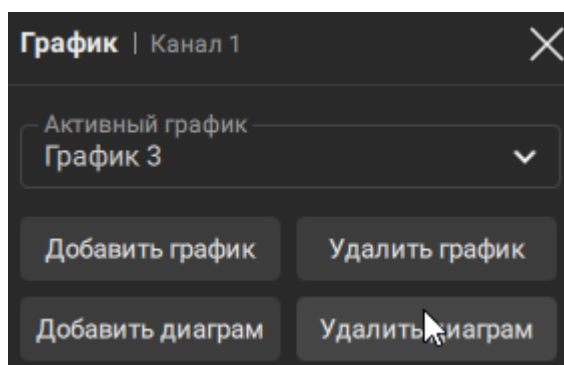 График | Канал 1
Активный график
График 3
Добавить график Удалить график
Добавить диаграм Удалить диаграм